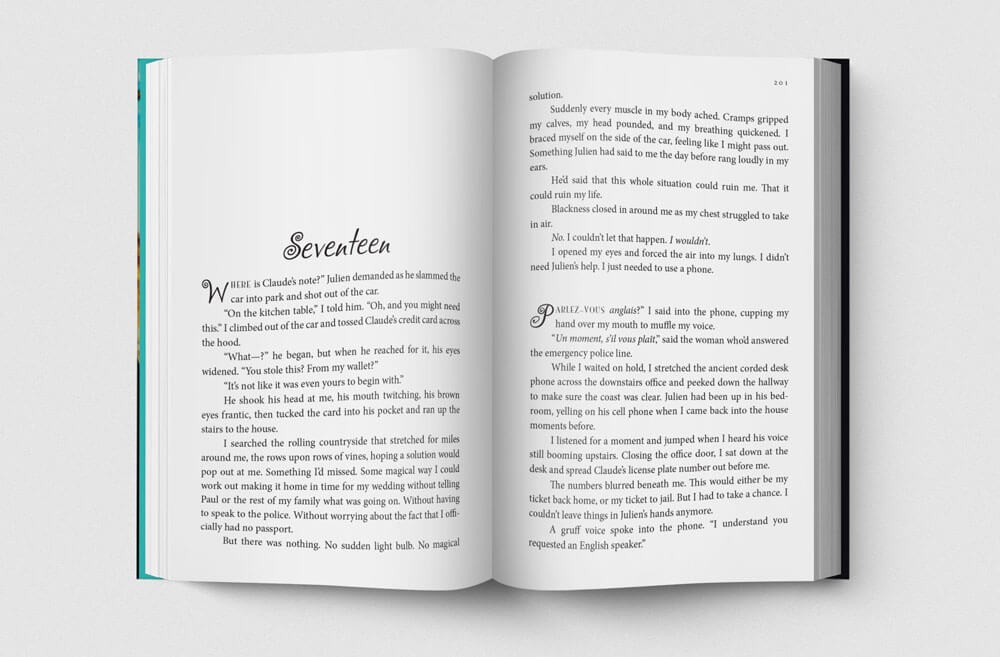 Seventeen
WHERE is Claude's note?" Julien demanded as he slammed the
car into park and shot out of the car.
"On the kitchen table," I told him. "Oh, and you might need
this." I climbed out of the car and tossed Claude's credit card across
the hood.
"What—?" he began, but when he reached for it, his eyes
widened. "You stole this? From my wallet?"
"It's not like it was even yours to begin with."
He shook his head at me, his mouth twitching, his brown
eyes frantic, then tucked the card into his pocket and ran up the
stairs to the house.
I searched the rolling countryside that stretched for miles
around me, the rows upon rows of vines, hoping a solution would
pop out at me. Something I'd missed. Some magical way I could
work out making it home in time for my wedding without telling
Paul or the rest of my family what was going on. Without having
to speak to the police. Without worrying about the fact that I offi-
cially had no passport.
But there was nothing. No sudden light bulb. No magical
201
solution.
Suddenly every muscle in my body ached. Cramps gripped
my calves, my head pounded, and my breathing quickened. I
braced myself on the side of the car, feeling like I might pass out.
Something Julien had said to me the day before rang loudly in my
ears.
He'd said that this whole situation could ruin me. That it
could ruin my life.
Blackness closed in around me as my chest struggled to take
in air.
No. I couldn't let that happen. I wouldn't.
I opened my eyes and forced the air into my lungs. I didn't
need Julien's help. I just needed to use a phone.
PARLEZ-VOUS anglais?" I said into the phone, cupping my
hand over my mouth to muffle my voice.
"Un moment, s'il vous plait," said the woman who'd answered
the emergency police line.
While I waited on hold, I stretched the ancient corded desk
phone across the downstairs office and peeked down the hallway
to make sure the coast was clear. Julien had been up in his bed-
room, yelling on his cell phone when I came back into the house
moments before.
I listened for a moment and jumped when I heard his voice
still booming upstairs. Closing the office door, I sat down at the
desk and spread Claude's license plate number out before me.
The numbers blurred beneath me. This would either be my
ticket back home, or my ticket to jail. But I had to take a chance. I
couldn't leave things in Julien's hands anymore.
A gruff voice spoke into the phone. "I understand you
requested an English speaker."